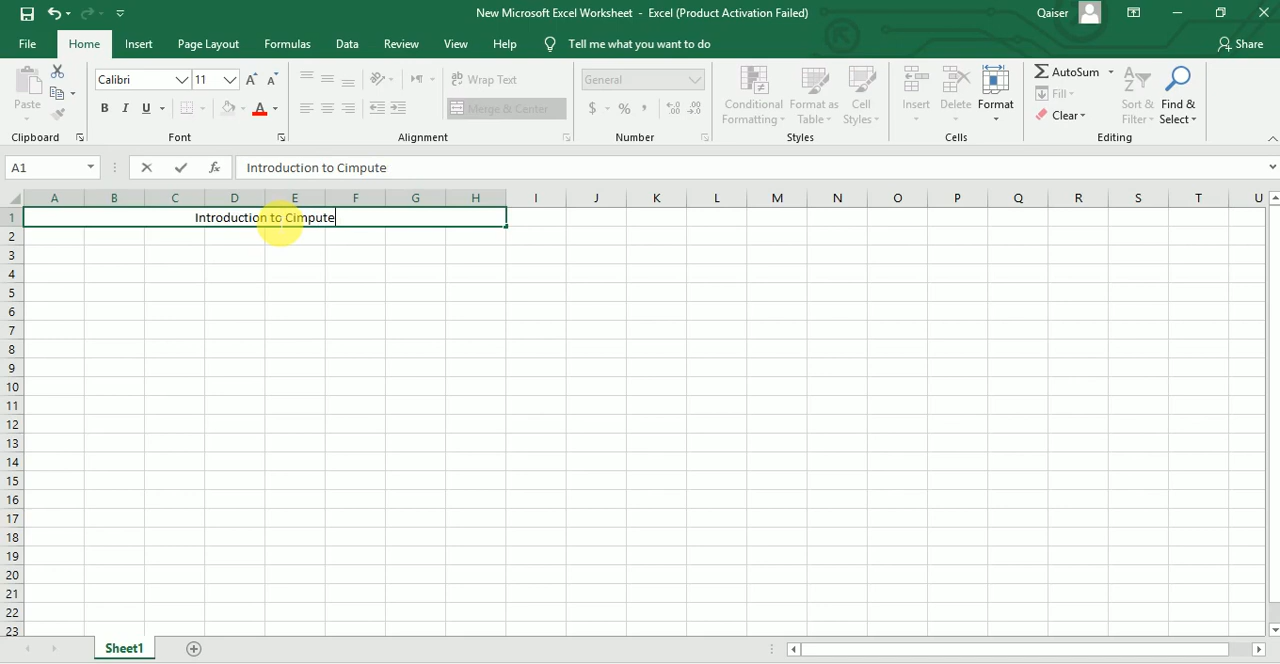 New Microsoft Excel Worksheet - Excel (Product Activation Failed) Qaiser
File Home Insert Page Layout Formulas Data Review View Help Tell me what you want to do Share
Paste Calibri 11 Wrap Text General Conditional Formatting Format as Table Cell Styles Insert Delete Format AutoSum Sort & Filter Find & Select
B I U A Merge & Center $ % , Fill
Clear
Clipboard Font Alignment Number Styles Cells Editing
A1 fx Introduction to Cimpute
A B C D E F G H I J K L M N O P Q R S T U
1 Introduction to Cimpute
2
3
4
5
6
7
8
9
10
11
12
13
14
15
16
17
18
19
20
21
22
23
Sheet1